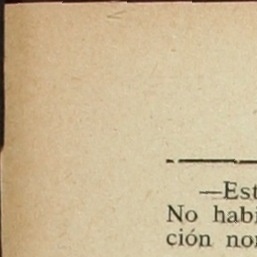 —Est
No habi
ción nor